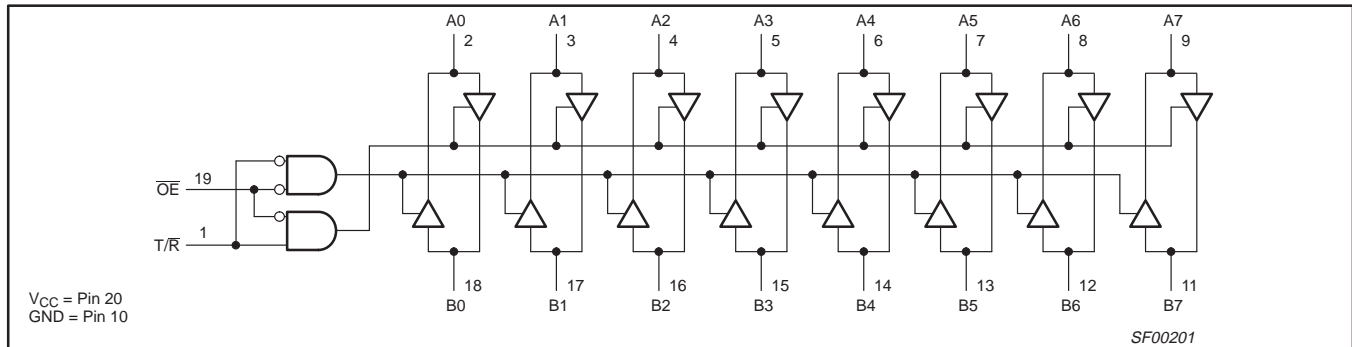 A0 A1 A2 A3 A4 A5 A6 A7
2 3 4 5 6 7 8 9
OE 19
T/R 1
18 17 16 15 14 13 12 11
B0 B1 B2 B3 B4 B5 B6 B7
VCC = Pin 20
GND = Pin 10
SF00201